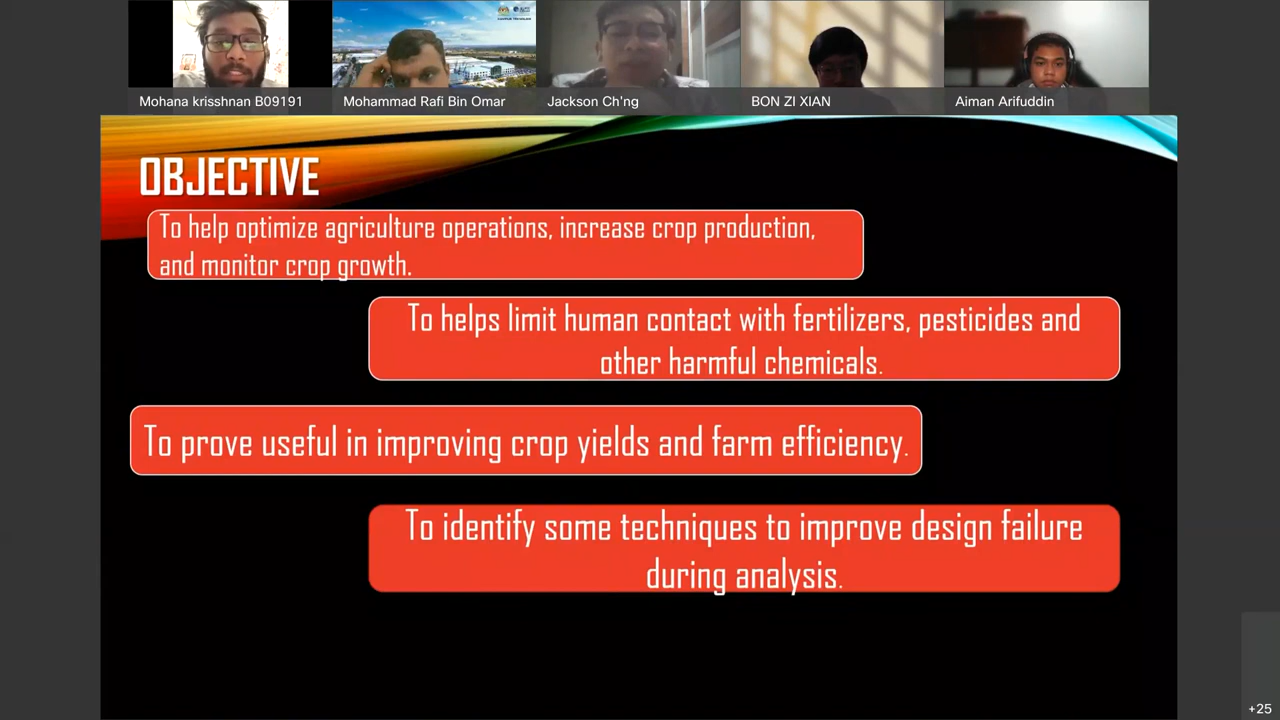 Mohana krisshnan B09191
Mohammad Rafi Bin Omar
Jackson Ch'ng
BON ZI XIAN
Aiman Arifuddin
OBJECTIVE
To help optimize agriculture operations, increase crop production,
and monitor crop growth.
To helps limit human contact with fertilizers, pesticides and
other harmful chemicals.
To prove useful in improving crop yields and farm efficiency.
To identify some techniques to improve design failure
during analysis.
+25